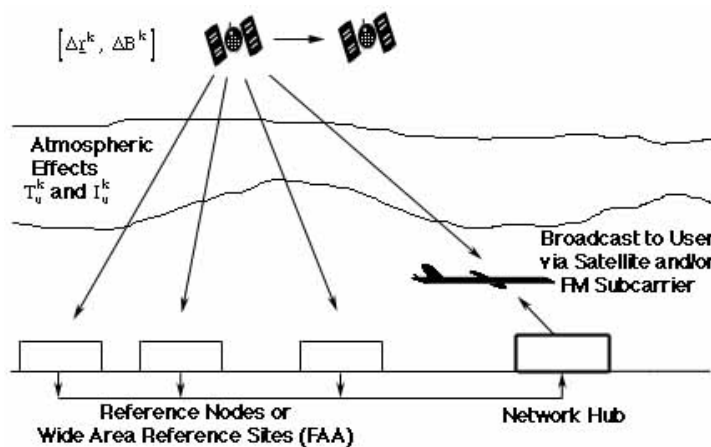 [Δr^k, ΔB^k]
Atmospheric
Effects
T_u^k and I_u^k
Broadcast to User
via Satellite and/or
FM Subcarrier
Reference Nodes or
Wide Area Reference Sites (FAA)
Network Hub